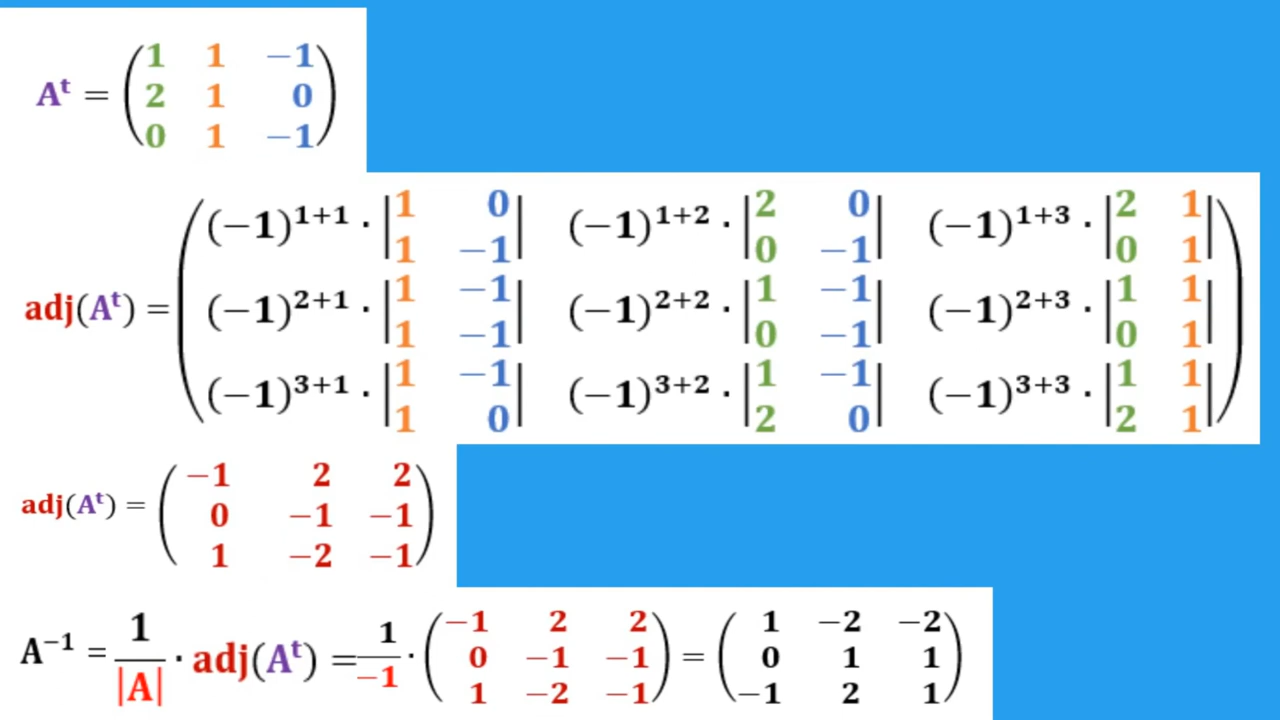 Aᵗ = (1 1 −1
2 1 0
0 1 −1)
adj(Aᵗ) = ((−1)¹⁺¹ · |1 0; 1 −1| (−1)¹⁺² · |2 0; 0 −1| (−1)¹⁺³ · |2 1; 0 1|
(−1)²⁺¹ · |1 −1; 1 −1| (−1)²⁺² · |1 −1; 0 −1| (−1)²⁺³ · |1 1; 0 1|
(−1)³⁺¹ · |1 −1; 1 0| (−1)³⁺² · |1 −1; 2 0| (−1)³⁺³ · |1 1; 2 1|)
adj(Aᵗ) = (−1 2 2
0 −1 −1
1 −2 −1)
A⁻¹ = 1/|A| · adj(Aᵗ) = 1/−1 · (−1 2 2; 0 −1 −1; 1 −2 −1) = (1 −2 −2; 0 1 1; −1 2 1)